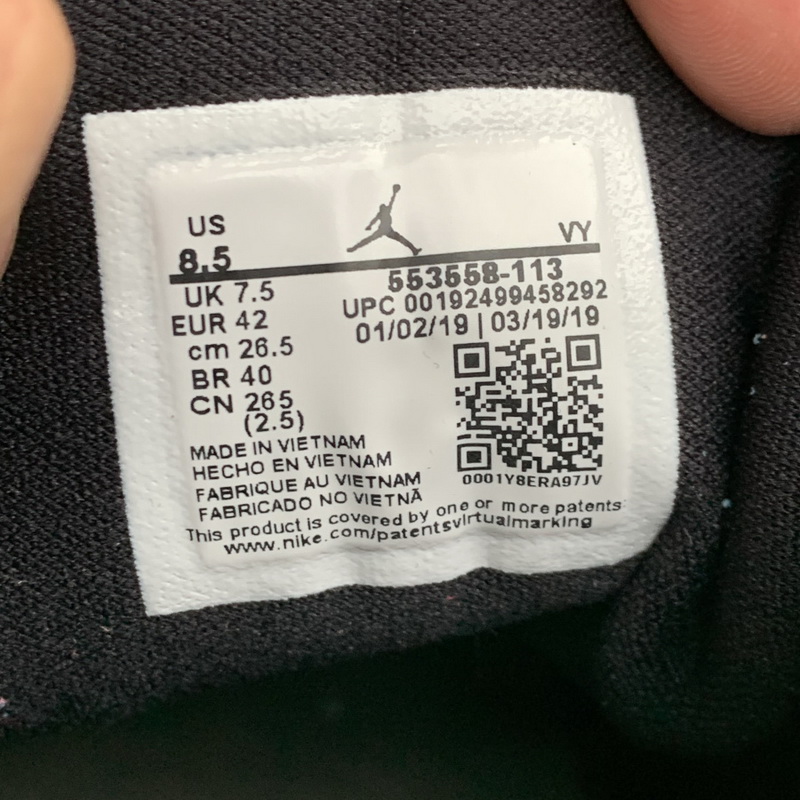 US
8.5
VY
553558-113
UK 7.5
UPC 00192499458292
EUR 42
01/02/19 | 03/19/19
cm 26.5
BR 40
CN 265
(2.5)
MADE IN VIETNAM
HECHO EN VIETNAM
FABRIQUE AU VIETNAM
FABRICADO NO VIETNÃ
0001Y8ERA97JV
This product is covered by one or more patents:
www.nike.com/patentsvirtualmarking